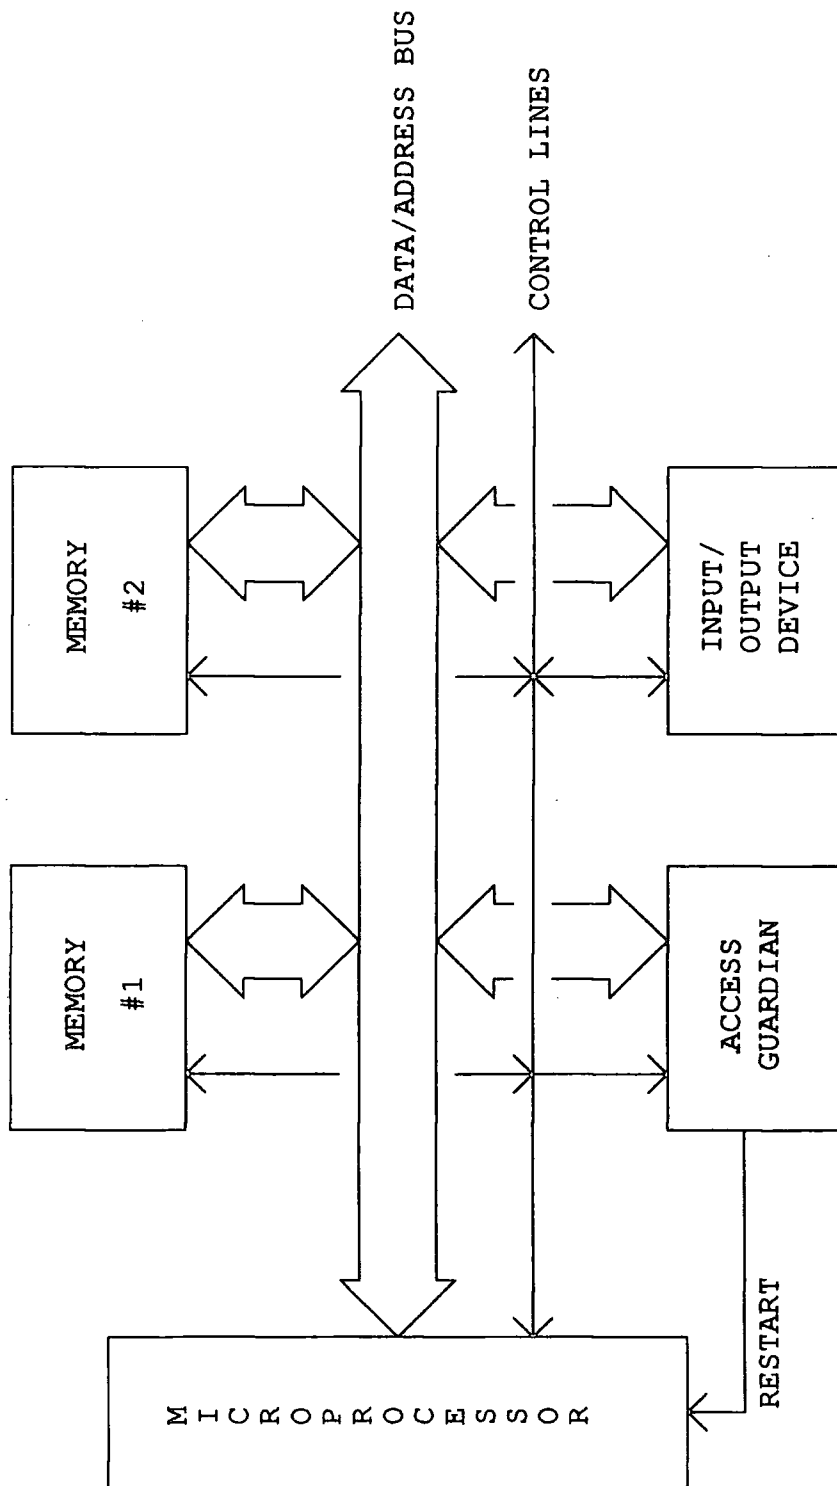 MEMORY
#1
MEMORY
#2
MICROPROCESSOR
DATA/ADDRESS BUS
CONTROL LINES
ACCESS
GUARDIAN
INPUT/
OUTPUT
DEVICE
RESTART